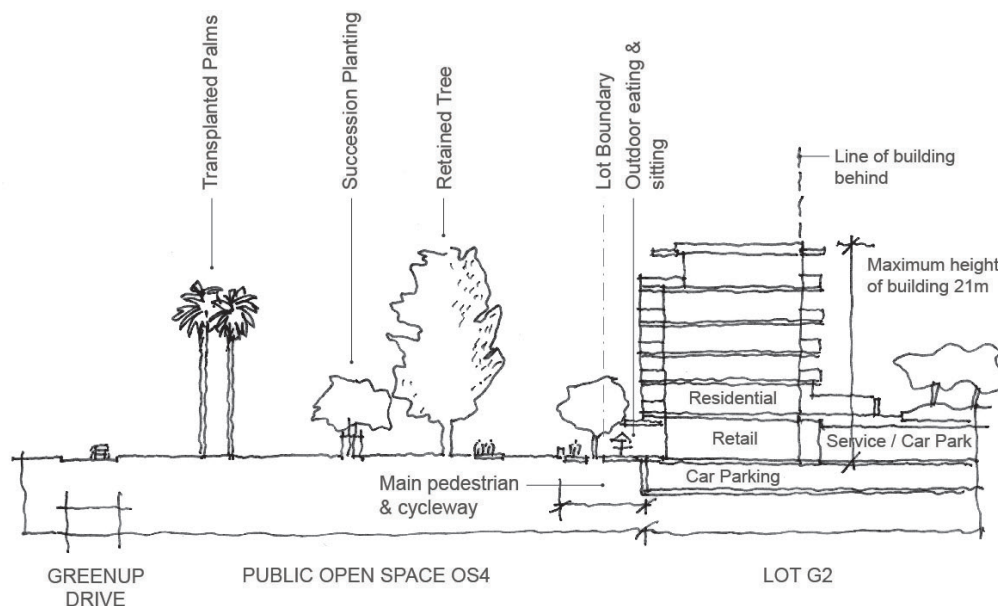 Transplanted Palms
Succession Planting
Retained Tree
Lot Boundary
Outdoor eating &
sitting
Line of building
behind
Maximum height
of building 21m
Residential
Retail
Service / Car Park
Car Parking
Main pedestrian
& cycleway
GREENUP
DRIVE
PUBLIC OPEN SPACE OS4
LOT G2